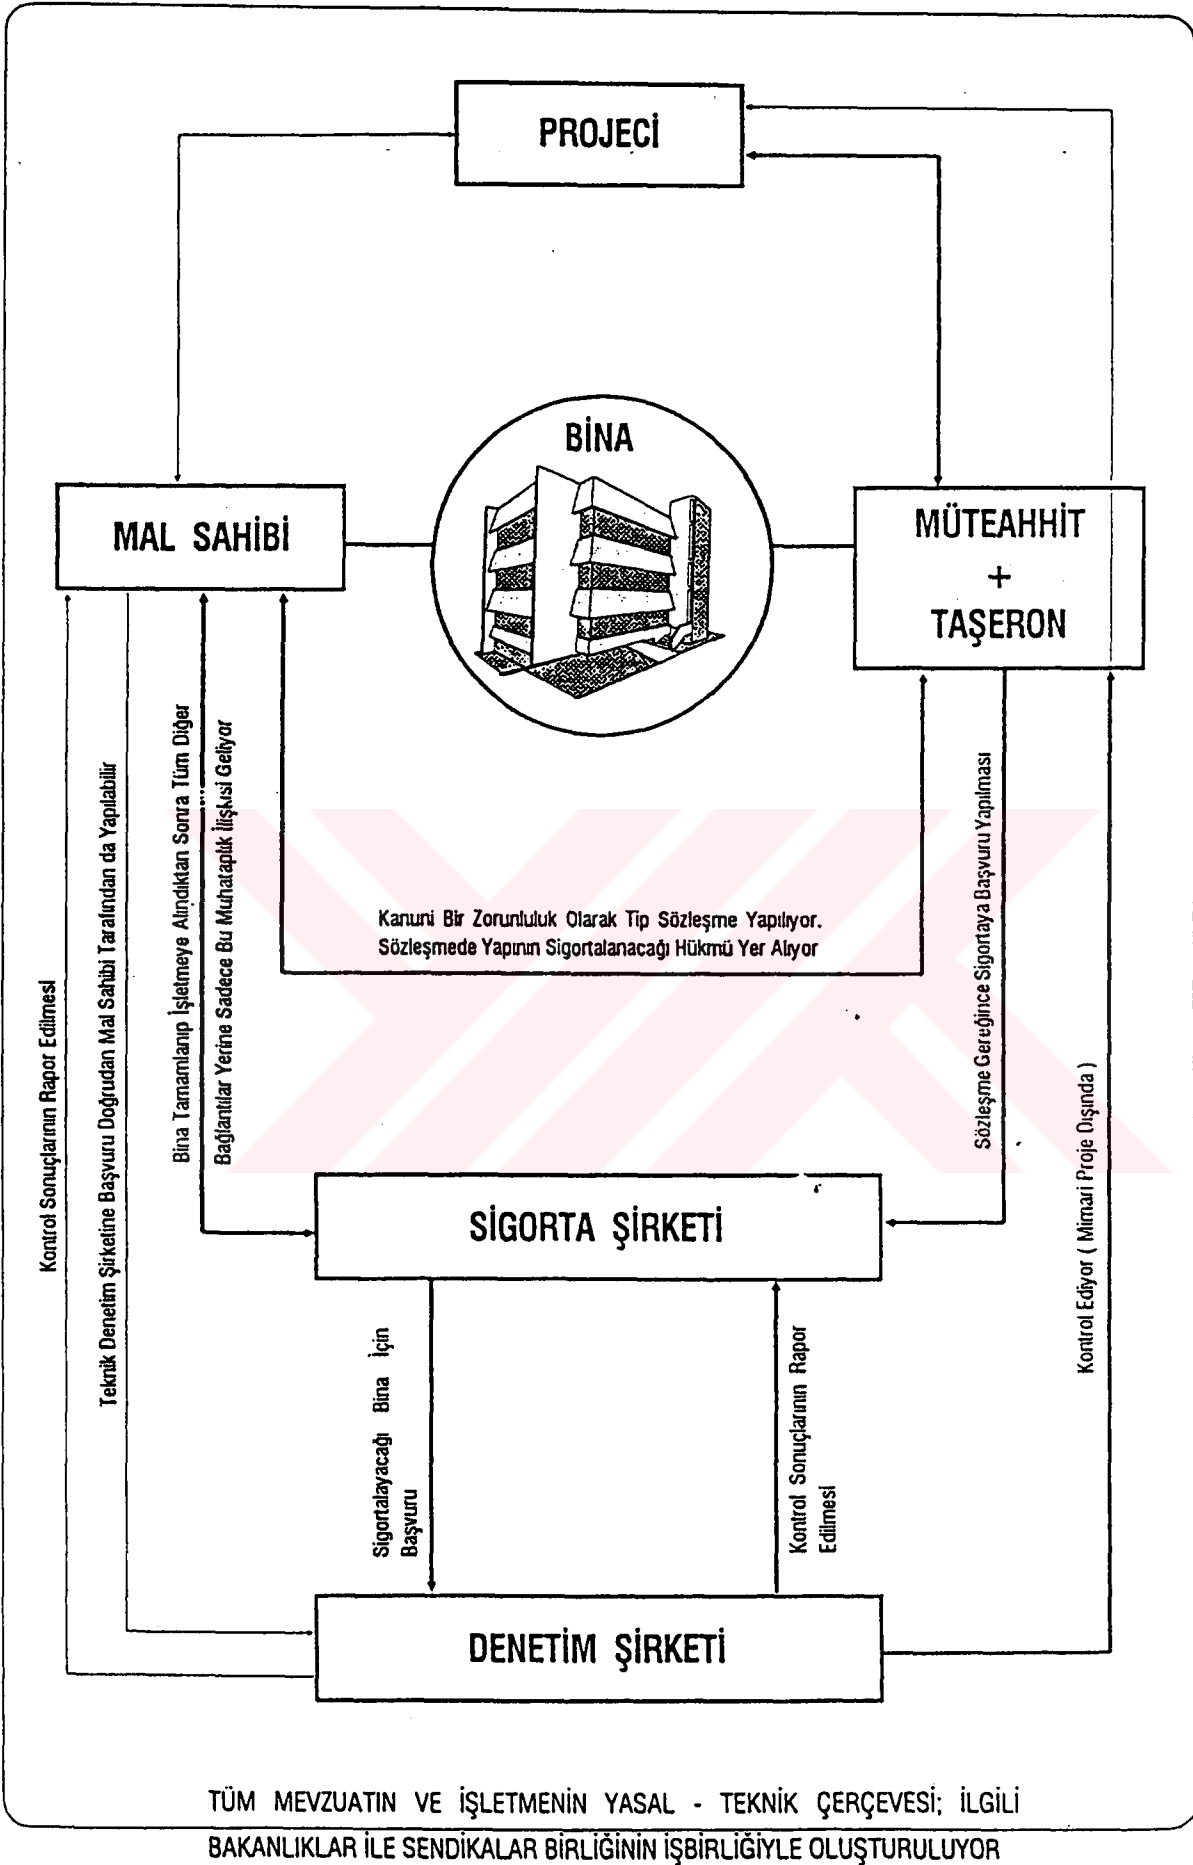 PROJECİ
BİNA
MAL SAHİBİ
MÜTEAHHİT
+
TAŞERON
Kontrol Sonuçlarının Rapor Edilmesi
Teknik Denetim Şirketine Başvuru Doğrudan Mal Sahibi Tarafından da Yapılabilir
Bina Tamamlanıp İşletmeye Alındıktan Sonra Tüm Diğer
Bağlantılar Yerine Sadece Bu Muhataplık İlişkisi Geliyor
Kanuni Bir Zorunluluk Olarak Tip Sözleşme Yapılıyor.
Sözleşmede Yapının Sigortalanacağı Hükmü Yer Alıyor
Sözleşme Gereğince Sigortaya Başvuru Yapılması
Kontrol Ediyor ( Mimari Proje Dışında )
SİGORTA ŞİRKETİ
Sigortalayacağı Bina İçin
Başvuru
Kontrol Sonuçlarının Rapor
Edilmesi
DENETİM ŞİRKETİ
TÜM MEVZUATIN VE İŞLETMENİN YASAL - TEKNİK ÇERÇEVESİ; İLGİLİ
BAKANLIKLAR İLE SENDİKALAR BİRLİĞİNİN İŞBİRLİĞİYLE OLUŞTURULUYOR